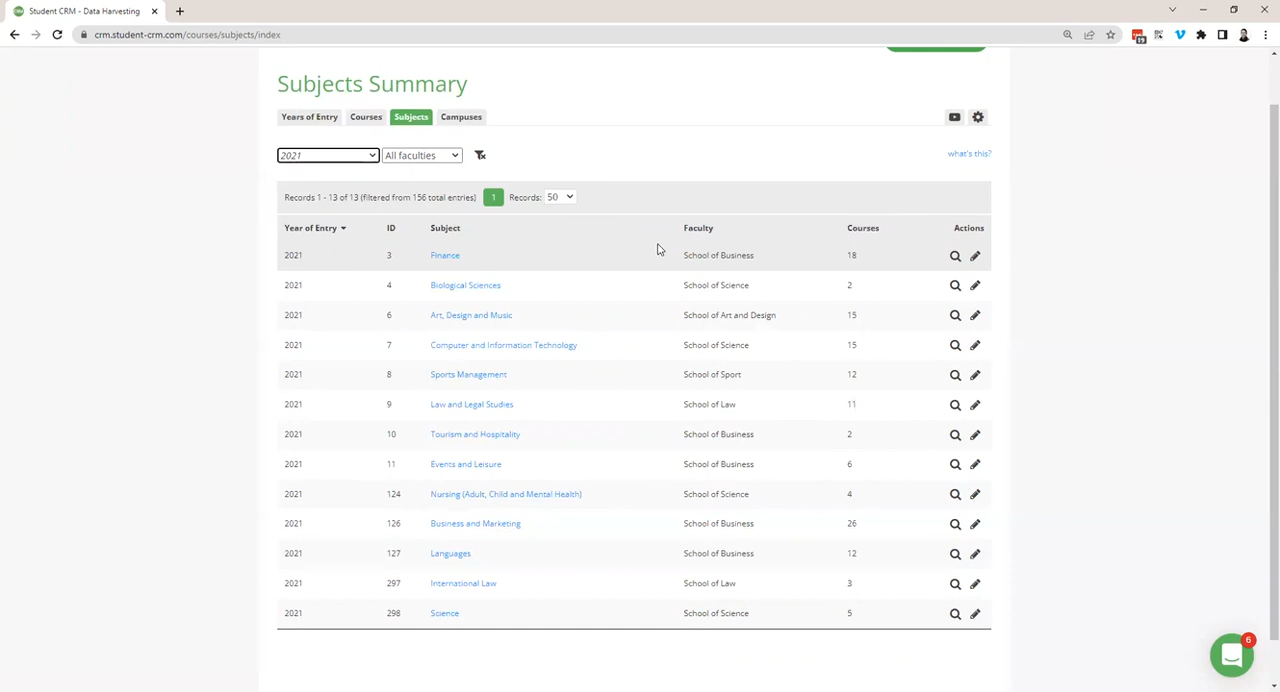 CRM Student CRM - Data Harvesting
crm.student-crm.com/courses/subjects/index
19
Subjects Summary
Years of Entry Courses Subjects Campuses
2021 All faculties what's this?
Records 1 - 13 of 13 (filtered from 156 total entries) 1 Records: 50
Year of Entry ID Subject Faculty Courses Actions
2021 3 Finance School of Business 18
2021 4 Biological Sciences School of Science 2
2021 6 Art, Design and Music School of Art and Design 15
2021 7 Computer and Information Technology School of Science 15
2021 8 Sports Management School of Sport 12
2021 9 Law and Legal Studies School of Law 11
2021 10 Tourism and Hospitality School of Business 2
2021 11 Events and Leisure School of Business 6
2021 124 Nursing (Adult, Child and Mental Health) School of Science 4
2021 126 Business and Marketing School of Business 26
2021 127 Languages School of Business 12
2021 297 International Law School of Law 3
2021 298 Science School of Science 5
6